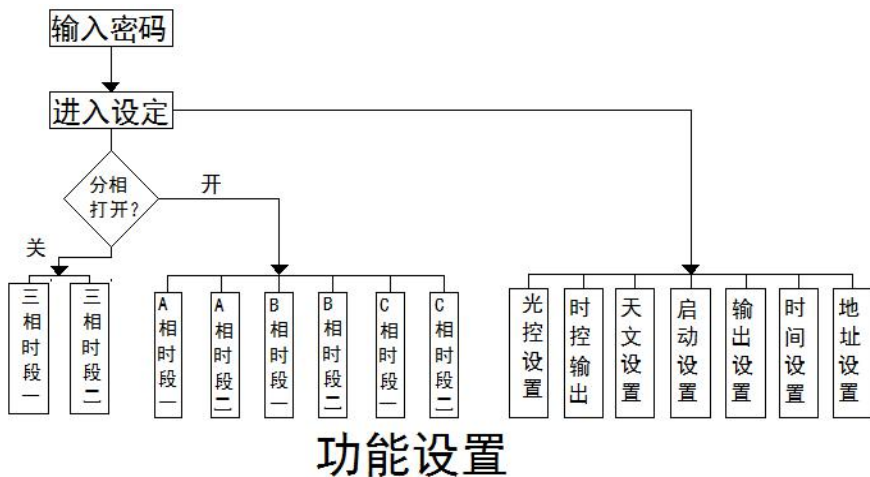 输入密码
进入设定
分相
打开?
开
关
三相时段一
三相时段二
A相时段一
A相时段二
B相时段一
B相时段二
C相时段一
C相时段二
光控设置
时控输出
天文设置
启动设置
输出设置
时间设置
地址设置
功能设置